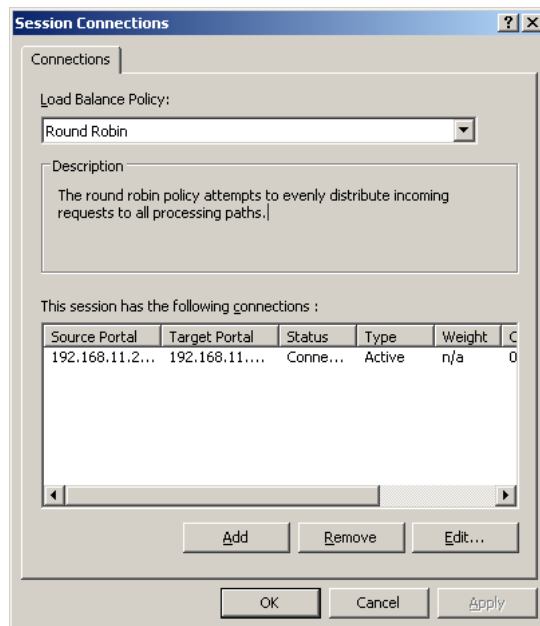 Session Connections
Connections
Load Balance Policy:
Round Robin
Description
The round robin policy attempts to evenly distribute incoming
requests to all processing paths.
This session has the following connections :
Source Portal Target Portal Status Type Weight C
192.168.11.2... 192.168.11.... Conne... Active n/a 0
Add Remove Edit...
OK Cancel Apply